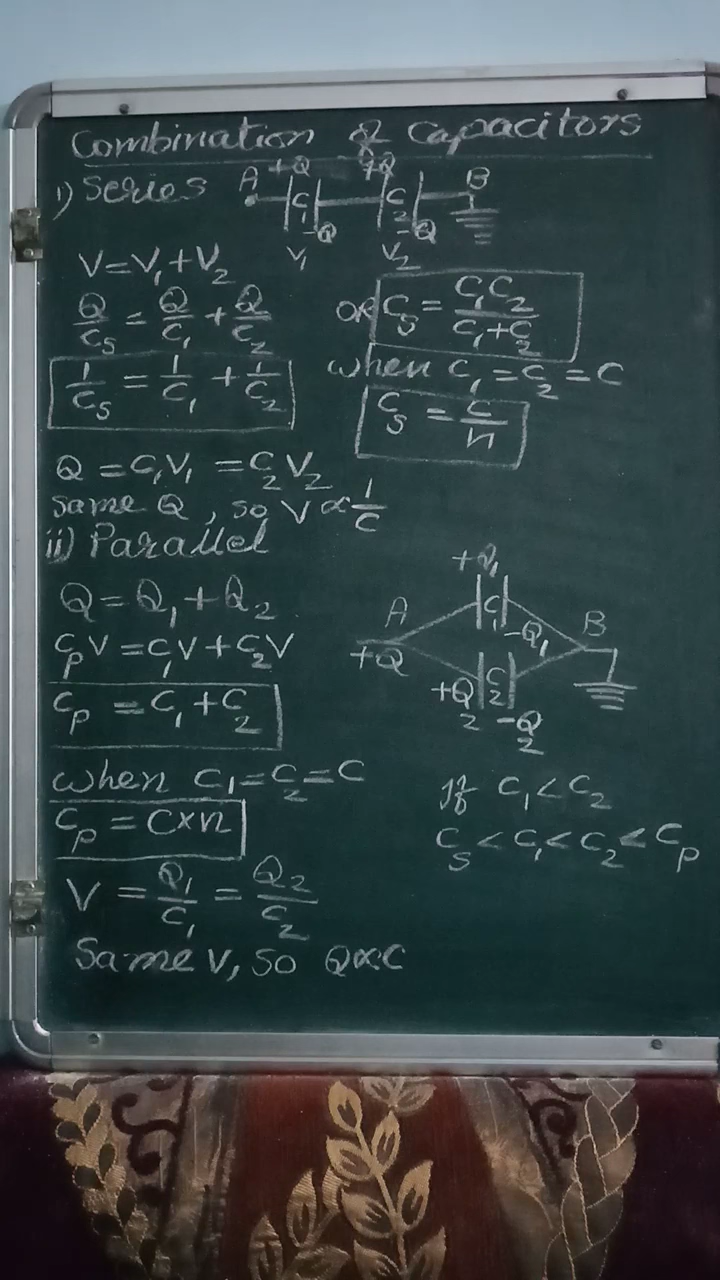 Combination of Capacitors
i) Series
A +Q C₁ -Q V₁ +Q C₂ -Q V₂ B
V = V₁ + V₂
Q/Cₛ = Q/C₁ + Q/C₂
1/Cₛ = 1/C₁ + 1/C₂
OR Cₛ = C₁C₂/(C₁+C₂)
when C₁ = C₂ = C
Cₛ = C/n
Q = C₁V₁ = C₂V₂
Same Q, so V ∝ 1/C
ii) Parallel
Q = Q₁ + Q₂
CₚV = C₁V + C₂V
Cₚ = C₁ + C₂
when C₁ = C₂ = C
Cₚ = C×n
V = Q₁/C₁ = Q₂/C₂
Same V, so Q∝C
+Q₁
A C₁ -Q₁ B
+Q +Q₂ C₂ -Q₂
If C₁ < C₂
Cₛ < C₁ < C₂ < Cₚ